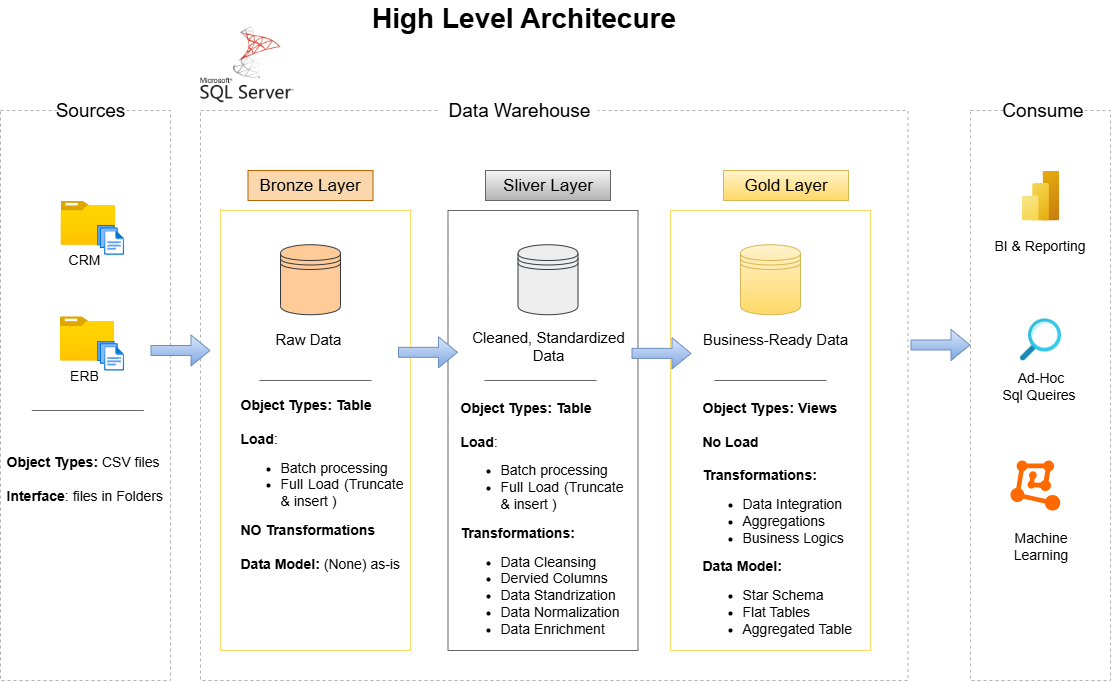 High Level Architecure
Microsoft®
SQL Server
Sources
CRM
ERB
Object Types: CSV files
Interface: files in Folders
Data Warehouse
Bronze Layer
Raw Data
Object Types: Table
Load:
• Batch processing
• Full Load (Truncate
& insert )
NO Transformations
Data Model: (None) as-is
Sliver Layer
Cleaned, Standardized
Data
Object Types: Table
Load:
• Batch processing
• Full Load (Truncate
& insert )
Transformations:
• Data Cleansing
• Dervied Columns
• Data Standrization
• Data Normalization
• Data Enrichment
Gold Layer
Business-Ready Data
Object Types: Views
No Load
Transformations:
• Data Integration
• Aggregations
• Business Logics
Data Model:
• Star Schema
• Flat Tables
• Aggregated Table
Consume
BI & Reporting
Ad-Hoc
Sql Queires
Machine
Learning